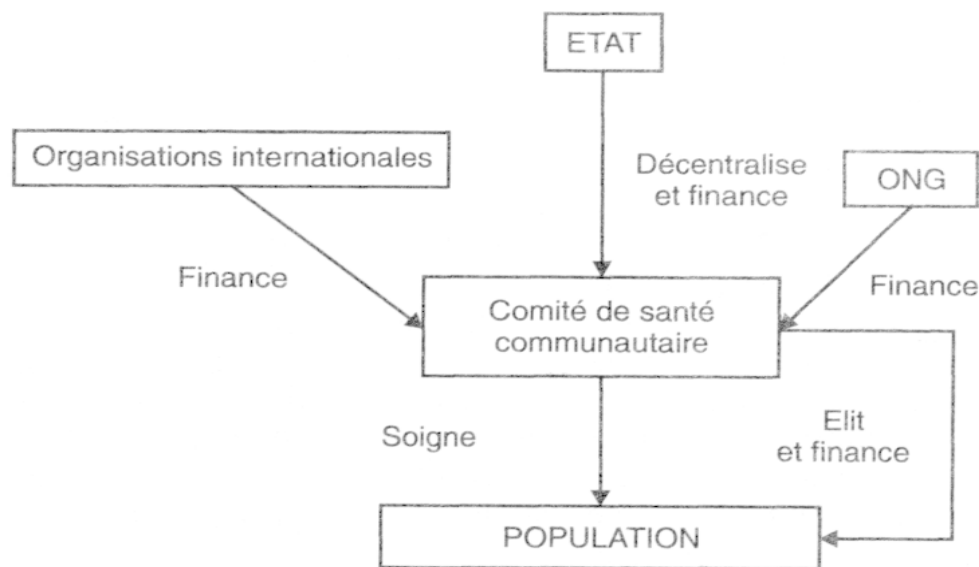 ETAT
Organisations internationales
Décentralise
et finance
ONG
Finance
Finance
Comité de santé
communautaire
Soigne
Elit
et finance
POPULATION